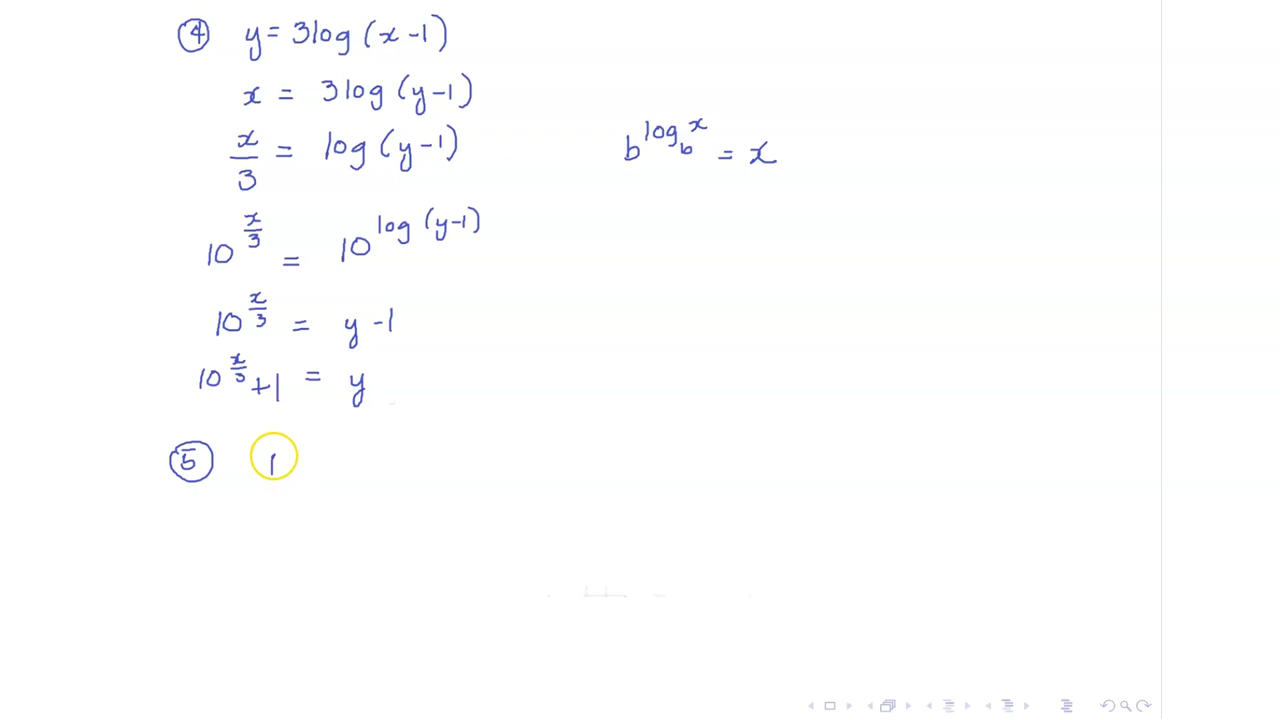 ④ y = 3log(x-1)
x = 3log(y-1)
x/3 = log(y-1)
b^(log_b x) = x
10^(x/3) = 10^(log(y-1))
10^(x/3) = y-1
10^(x/3)+1 = y
⑤ 1